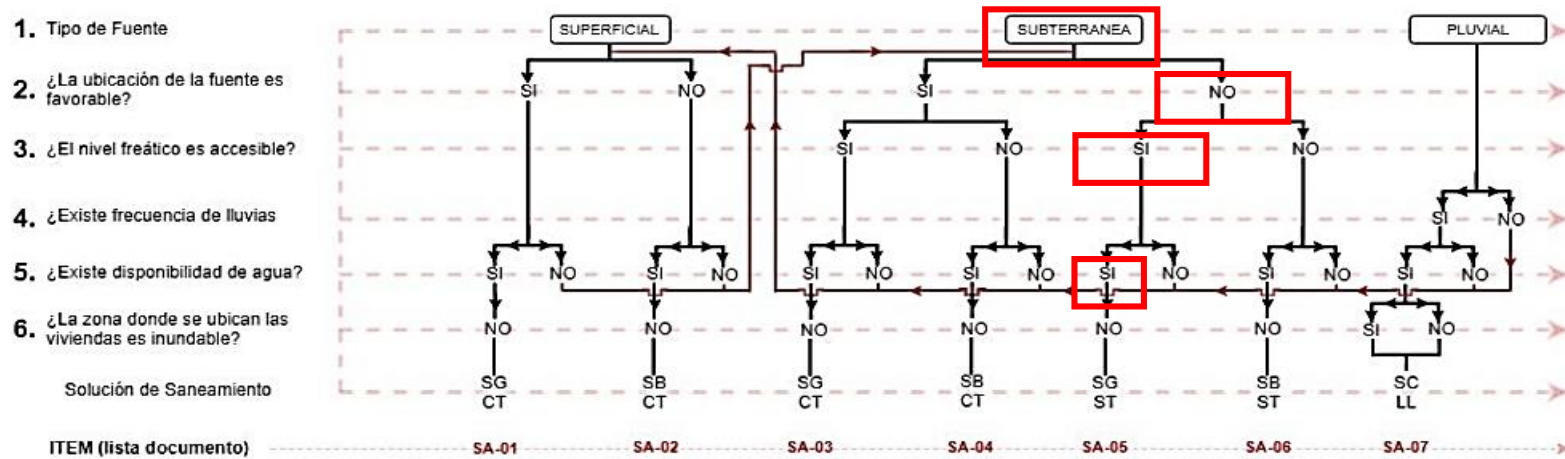 1. Tipo de Fuente SUPERFICIAL SUBTERRANEA PLUVIAL
2. ¿La ubicación de la fuente es favorable? SI NO SI NO
3. ¿El nivel freático es accesible? SI NO SI NO
4. ¿Existe frecuencia de lluvias SI NO
5. ¿Existe disponibilidad de agua? SI NO SI NO SI NO SI NO SI NO SI NO SI NO
6. ¿La zona donde se ubican las viviendas es inundable? NO NO NO NO NO NO SI NO
Solución de Saneamiento SG SB SG SB SG SB SC
CT CT CT CT ST ST LL
ITEM (lista documento) SA-01 SA-02 SA-03 SA-04 SA-05 SA-06 SA-07